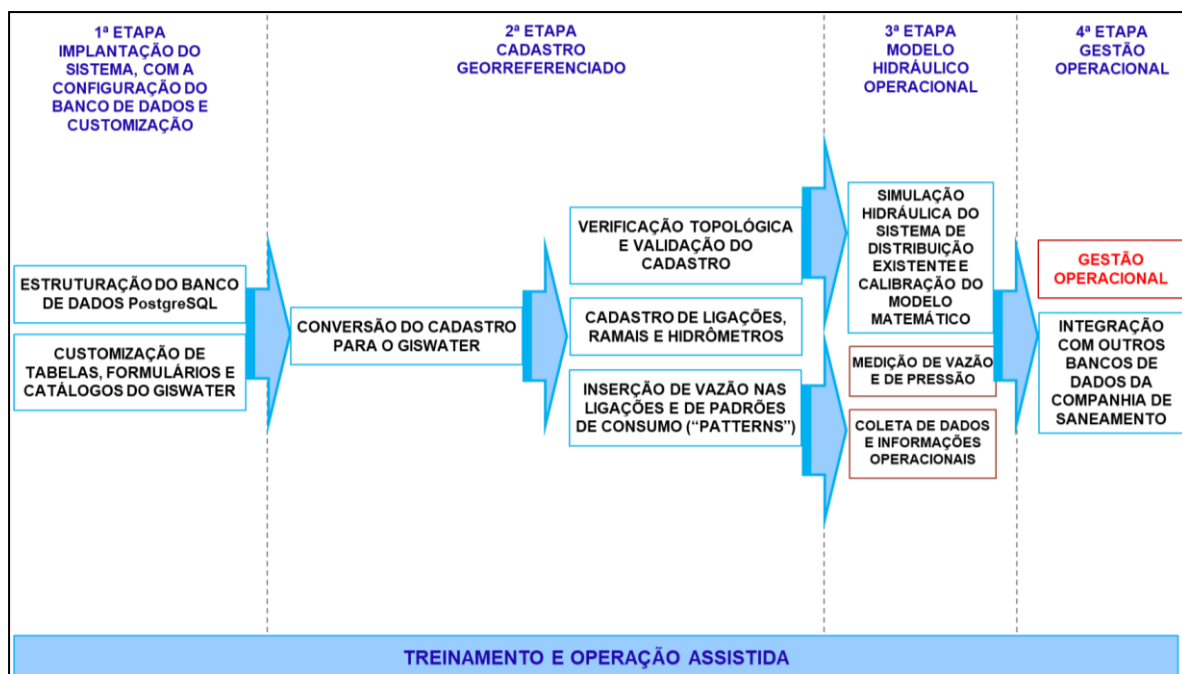 1ª ETAPA
IMPLANTAÇÃO DO
SISTEMA, COM A
CONFIGURAÇÃO DO
BANCO DE DADOS E
CUSTOMIZAÇÃO
2ª ETAPA
CADASTRO
GEORREFERENCIADO
3ª ETAPA
MODELO
HIDRÁULICO
OPERACIONAL
4ª ETAPA
GESTÃO
OPERACIONAL
ESTRUTURAÇÃO DO BANCO
DE DADOS PostgreSQL
CUSTOMIZAÇÃO DE
TABELAS, FORMULÁRIOS E
CATÁLOGOS DO GISWATER
CONVERSÃO DO CADASTRO
PARA O GISWATER
VERIFICAÇÃO TOPOLÓGICA
E VALIDAÇÃO DO
CADASTRO
CADASTRO DE LIGAÇÕES,
RAMAIS E HIDRÔMETROS
INSERÇÃO DE VAZÃO NAS
LIGAÇÕES E DE PADRÕES
DE CONSUMO (“PATTERNS”)
SIMULAÇÃO
HIDRÁULICA DO
SISTEMA DE
DISTRIBUIÇÃO
EXISTENTE E
CALIBRAÇÃO DO
MODELO
MATEMÁTICO
MEDIÇÃO DE VAZÃO
E DE PRESSÃO
COLETA DE DADOS
E INFORMAÇÕES
OPERACIONAIS
GESTÃO
OPERACIONAL
INTEGRAÇÃO
COM OUTROS
BANCOS DE
DADOS DA
COMPANHIA DE
SANEAMENTO
TREINAMENTO E OPERAÇÃO ASSISTIDA